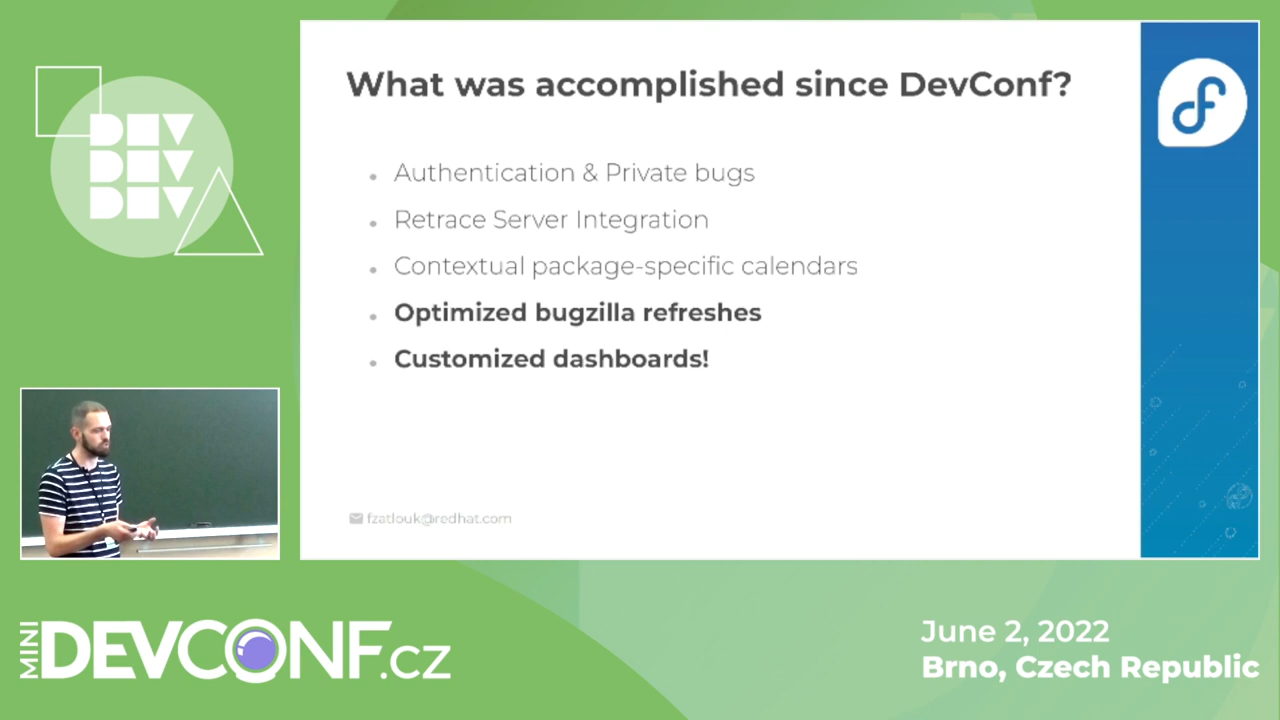 DEV
DEV
DEV
What was accomplished since DevConf?
Authentication & Private bugs
Retrace Server Integration
Contextual package-specific calendars
Optimized bugzilla refreshes
Customized dashboards!
fzatlouk@redhat.com
MINI
DEVCONF.cz
June 2, 2022
Brno, Czech Republic